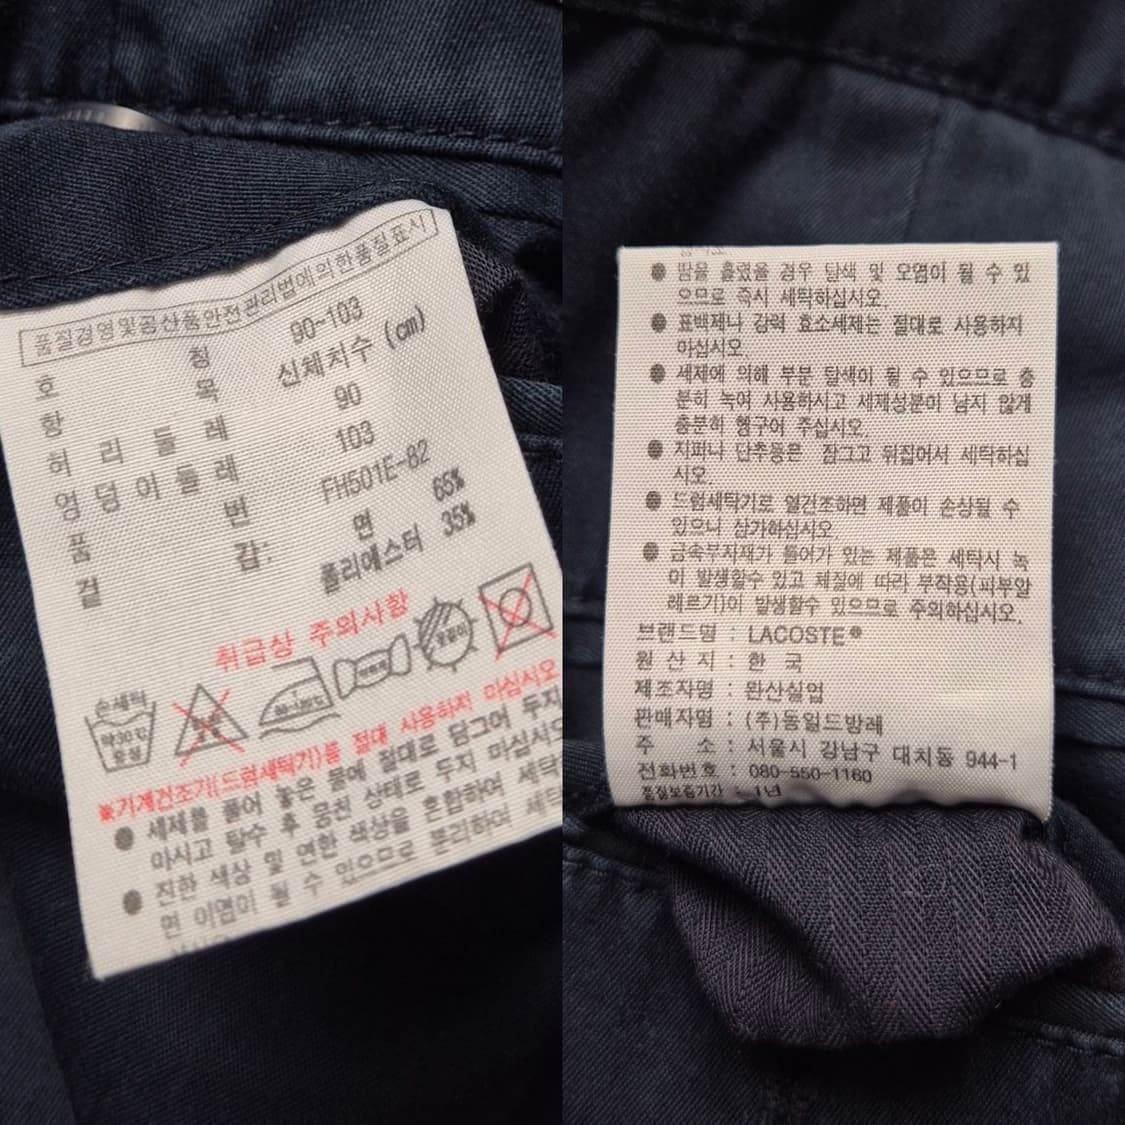 품질경영및공산품안전관리법에의한품질표시
호 칭 90-103
항 목 신체치수 (cm)
허 리 둘 레 90
엉 덩 이 둘 레 103
품 번 FH501E-82
겉 감: 면 65%
폴리에스터 35%
취급상 주의사항
손세탁
약30℃
중성
※기계건조기(드럼세탁기)를 절대 사용하지 마십시오
● 세제를 풀어 놓은 물에 절대로 담그어 두지
마시고 탈수 후 뭉친 상태로 두지 마십시오
● 진한 색상 및 연한 색상을 혼합하여 세탁
면 이염이 될 수 있으므로 분리하여 세탁
● 땀을 흘렸을 경우 탈색 및 오염이 될 수 있
으므로 즉시 세탁하십시오.
● 표백제나 강력 효소세제는 절대로 사용하지
마십시오.
● 세제에 의해 부분 탈색이 될 수 있으므로 충
분히 녹여 사용하시고 세제성분이 남지 않게
충분히 헹구어 주십시오.
● 지퍼나 단추등은 잠그고 뒤집어서 세탁하십
시오.
● 드럼세탁기로 열건조하면 제품이 손상될 수
있으니 삼가하십시오.
● 금속부자재가 들어가 있는 제품은 세탁시 녹
이 발생할수 있고 체질에 따라 부작용(피부알
레르기)이 발생할수 있으므로 주의하십시오.
브랜드명 : LACOSTE®
원 산 지 : 한 국
제조자명 : 완산실업
판매자명 : (주)동일드방레
주 소 : 서울시 강남구 대치동 944-1
전화번호 : 080-550-1160
품질보증기간 : 1년